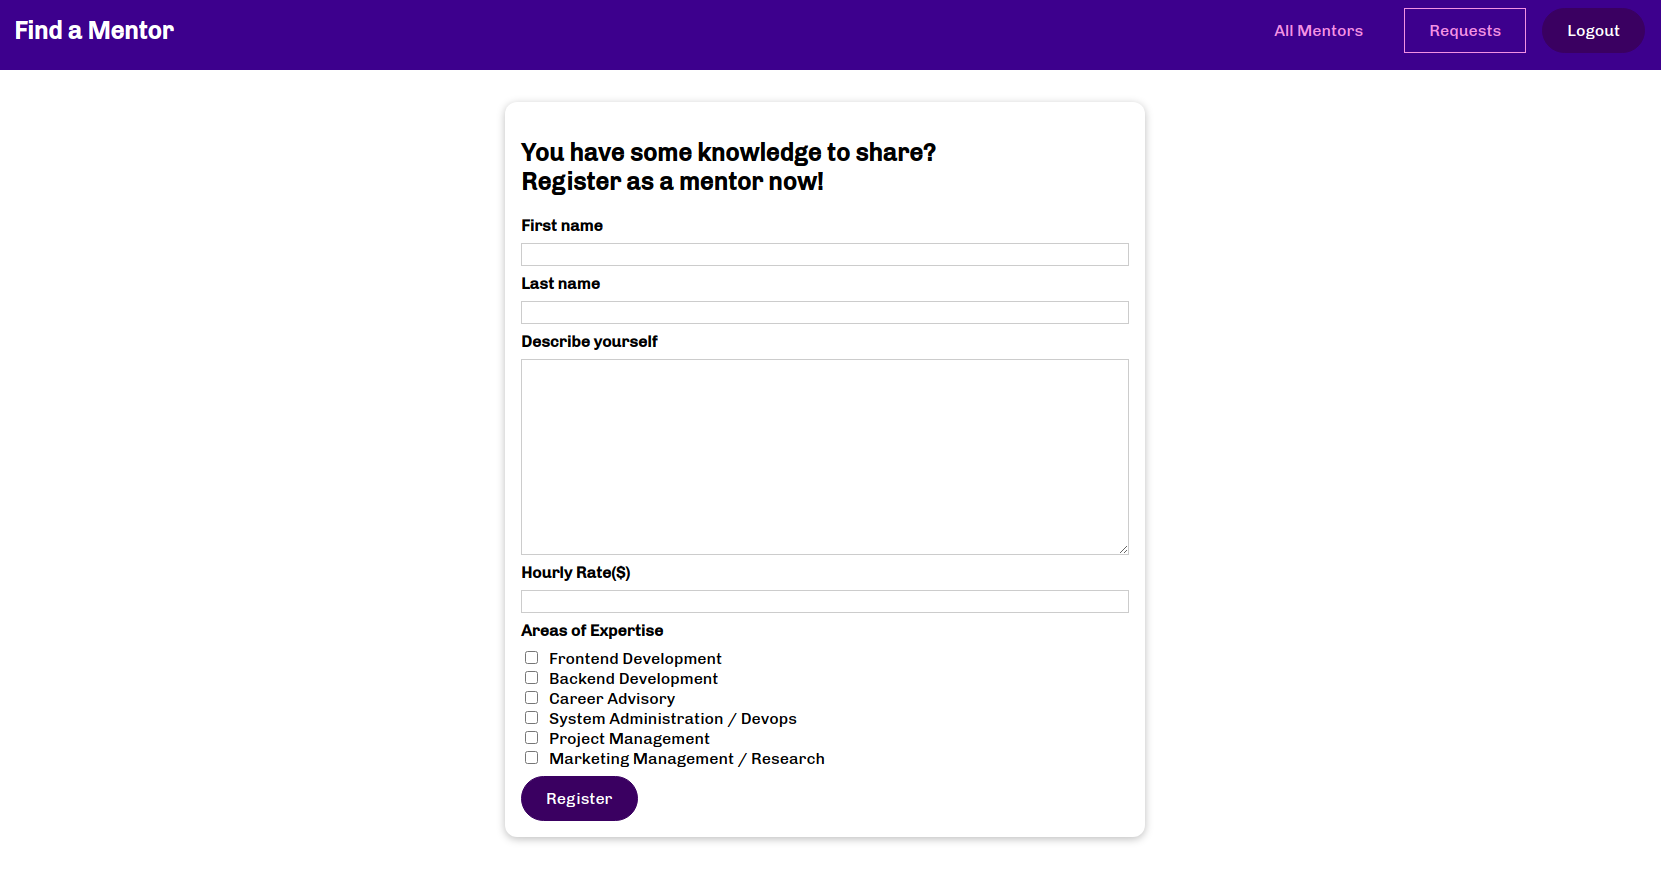 Find a Mentor
All Mentors
Requests
Logout
You have some knowledge to share?
Register as a mentor now!
First name
Last name
Describe yourself
Hourly Rate($)
Areas of Expertise
Frontend Development
Backend Development
Career Advisory
System Administration / Devops
Project Management
Marketing Management / Research
Register